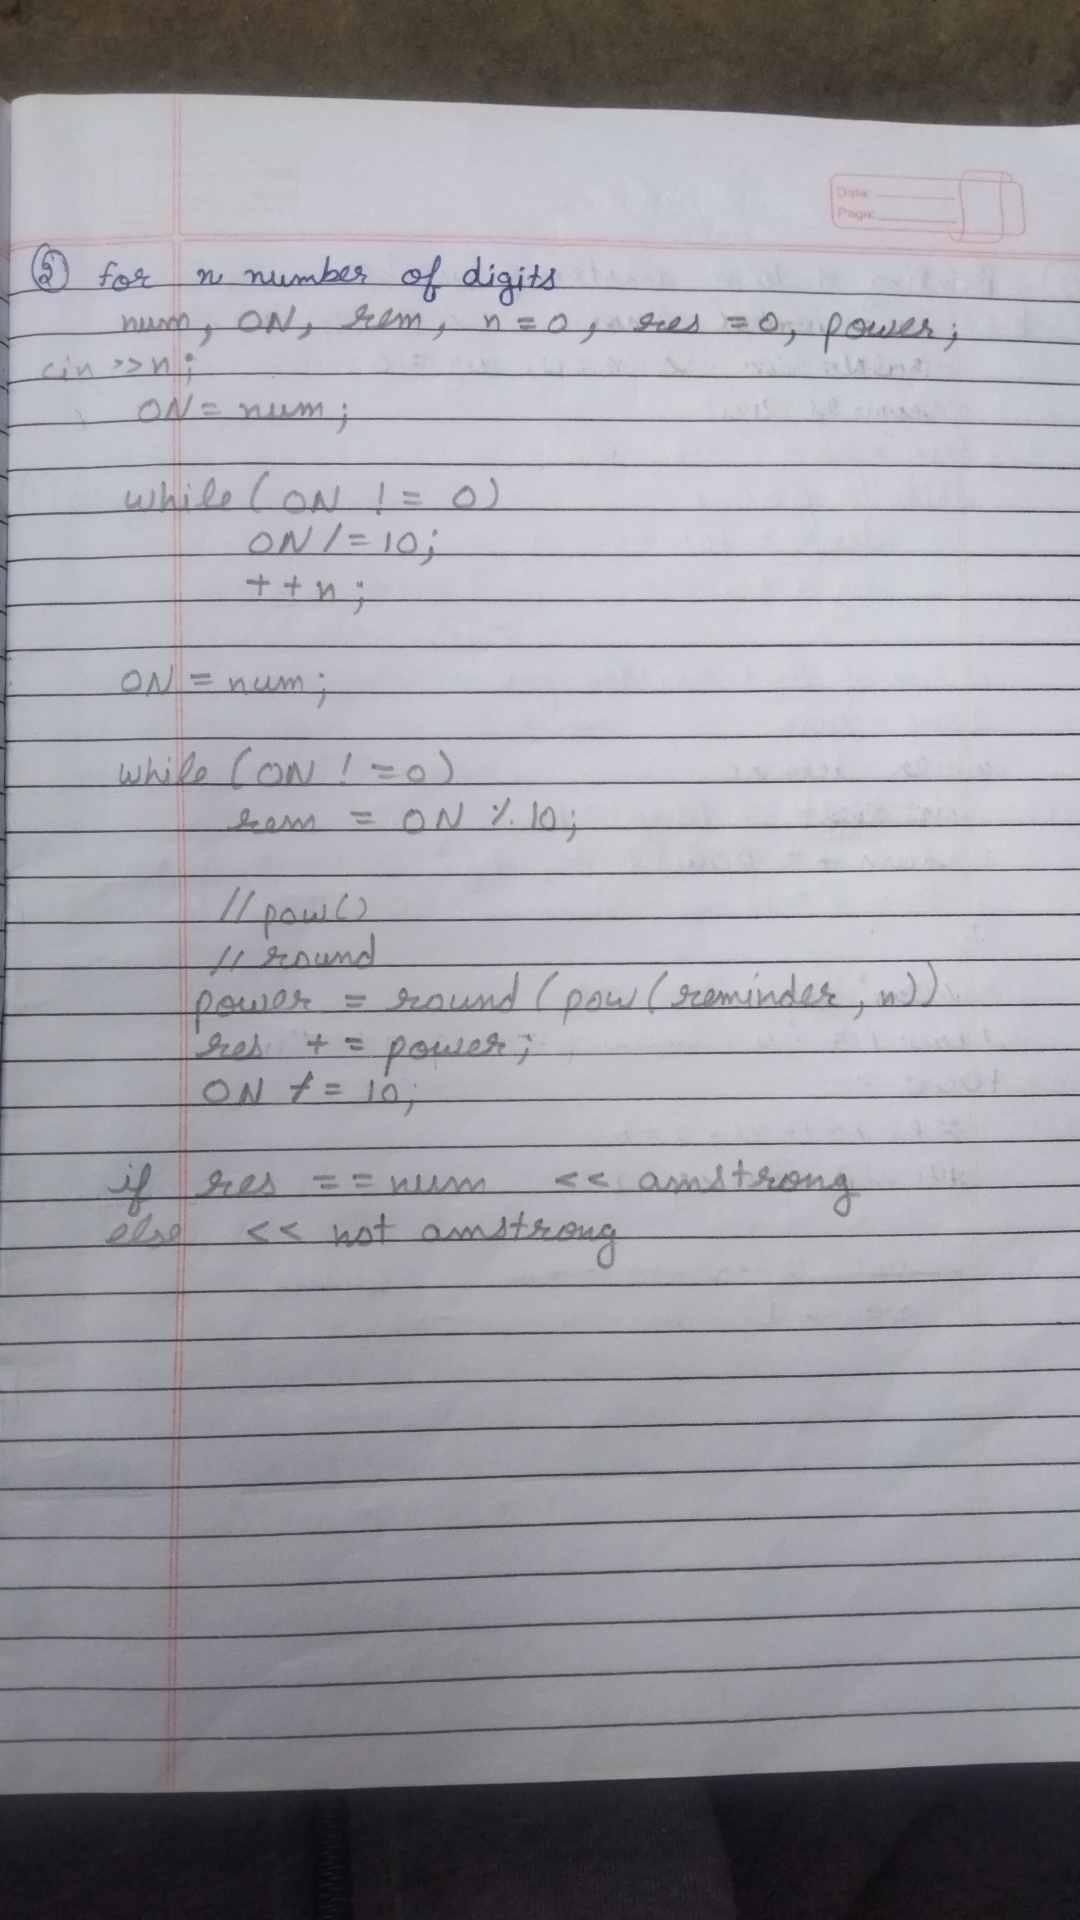 Date:
Page:
② for n number of digits
num, ON, rem, n=0, res=0, power;
cin >>n;
ON = num;
while (ON != 0)
ON /= 10;
++n;
ON = num;
while (ON !=0)
rem = ON % 10;
// pow()
// round
power = round (pow (reminder, n))
res += power;
ON /= 10;
if res == num << amstrong
else << not amstrong